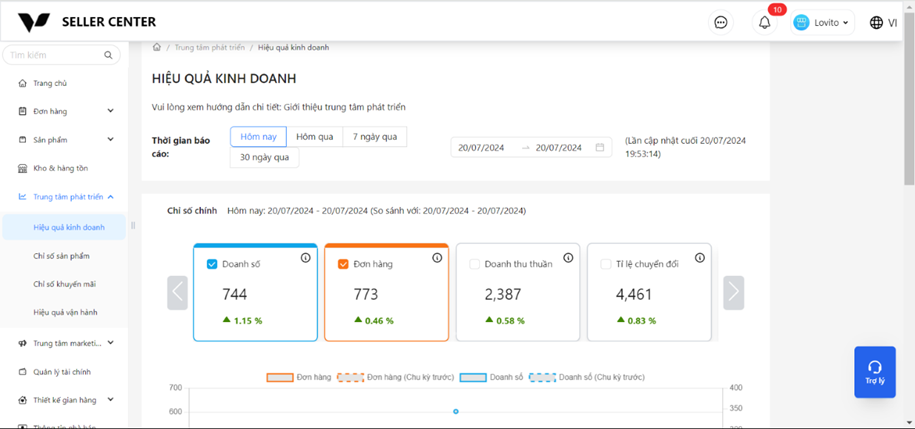 SELLER CENTER
10
Lovito
VI
Tìm kiếm
Trang chủ
Đơn hàng
Sản phẩm
Kho & hàng tồn
Trung tâm phát triển
Hiệu quả kinh doanh
Chỉ số sản phẩm
Chỉ số khuyến mãi
Hiệu quả vận hành
Trung tâm marketi...
Quản lý tài chính
Thiết kế gian hàng
/ Trung tâm phát triển / Hiệu quả kinh doanh
HIỆU QUẢ KINH DOANH
Vui lòng xem hướng dẫn chi tiết: Giới thiệu trung tâm phát triển
Thời gian báo cáo:
Hôm nay Hôm qua 7 ngày qua
30 ngày qua
20/07/2024 → 20/07/2024
(Lần cập nhật cuối 20/07/2024
19:53:14)
Chỉ số chính Hôm nay: 20/07/2024 - 20/07/2024 (So sánh với: 20/07/2024 - 20/07/2024)
Doanh số
744
1.15 %
Đơn hàng
773
0.46 %
Doanh thu thuần
2,387
0.58 %
Tỉ lệ chuyển đổi
4,461
0.83 %
Đơn hàng Đơn hàng (Chu kỳ trước) Doanh số Doanh số (Chu kỳ trước)
700 400
600 350
Trợ lý